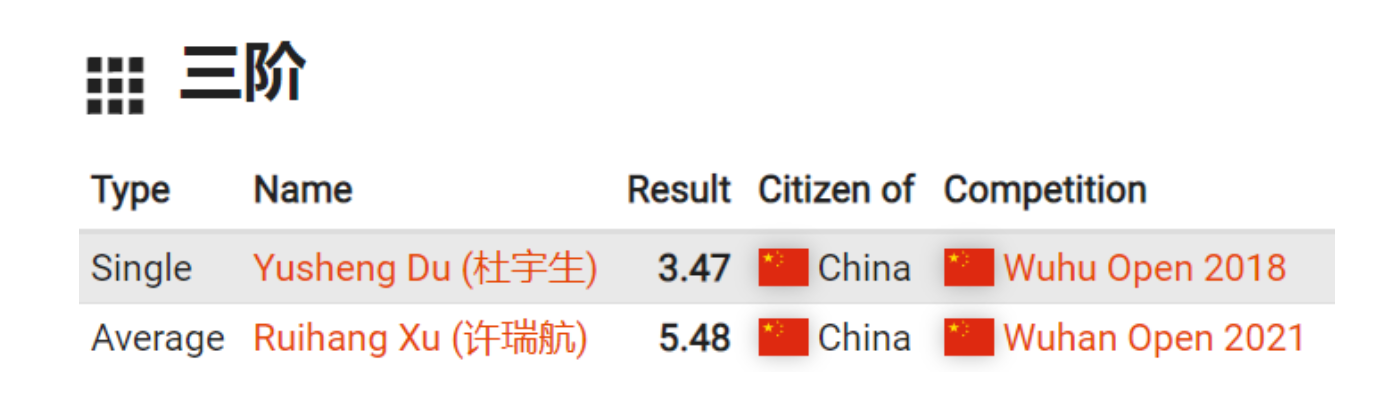 三阶
Type Name Result Citizen of Competition
Single Yusheng Du (杜宇生) 3.47 China Wuhu Open 2018
Average Ruihang Xu (许瑞航) 5.48 China Wuhan Open 2021